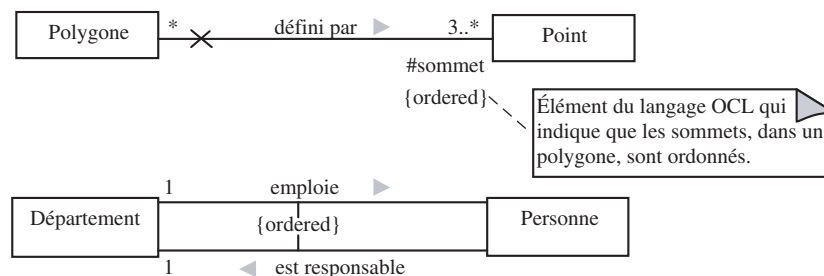 Polygone * défini par 3..* Point
#sommet
{ordered}
Élément du langage OCL qui
indique que les sommets, dans un
polygone, sont ordonnés.
1 emploie
Département {ordered} Personne
1 est responsable